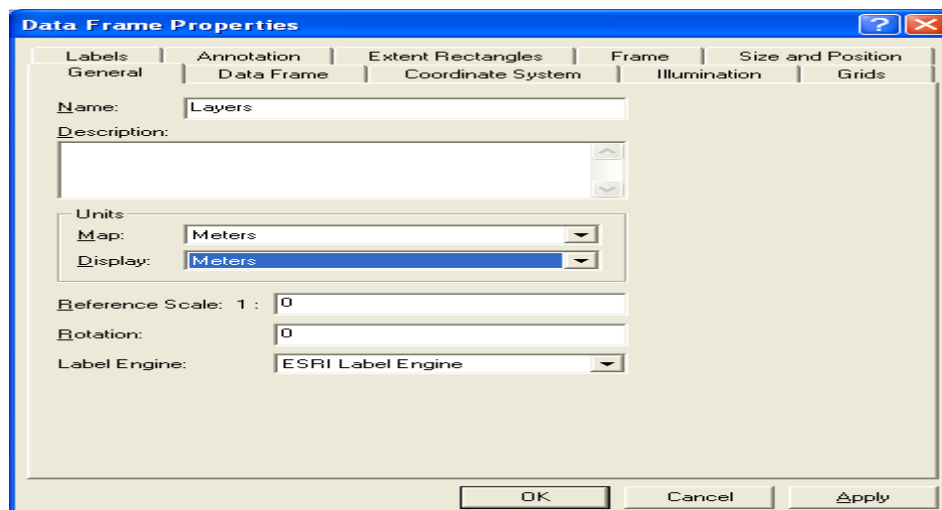 Data Frame Properties
Labels Annotation Extent Rectangles Frame Size and Position
General Data Frame Coordinate System Illumination Grids
Name: Layers
Description:
Units
Map: Meters
Display: Meters
Reference Scale: 1 : 0
Rotation: 0
Label Engine: ESRI Label Engine
OK Cancel Apply